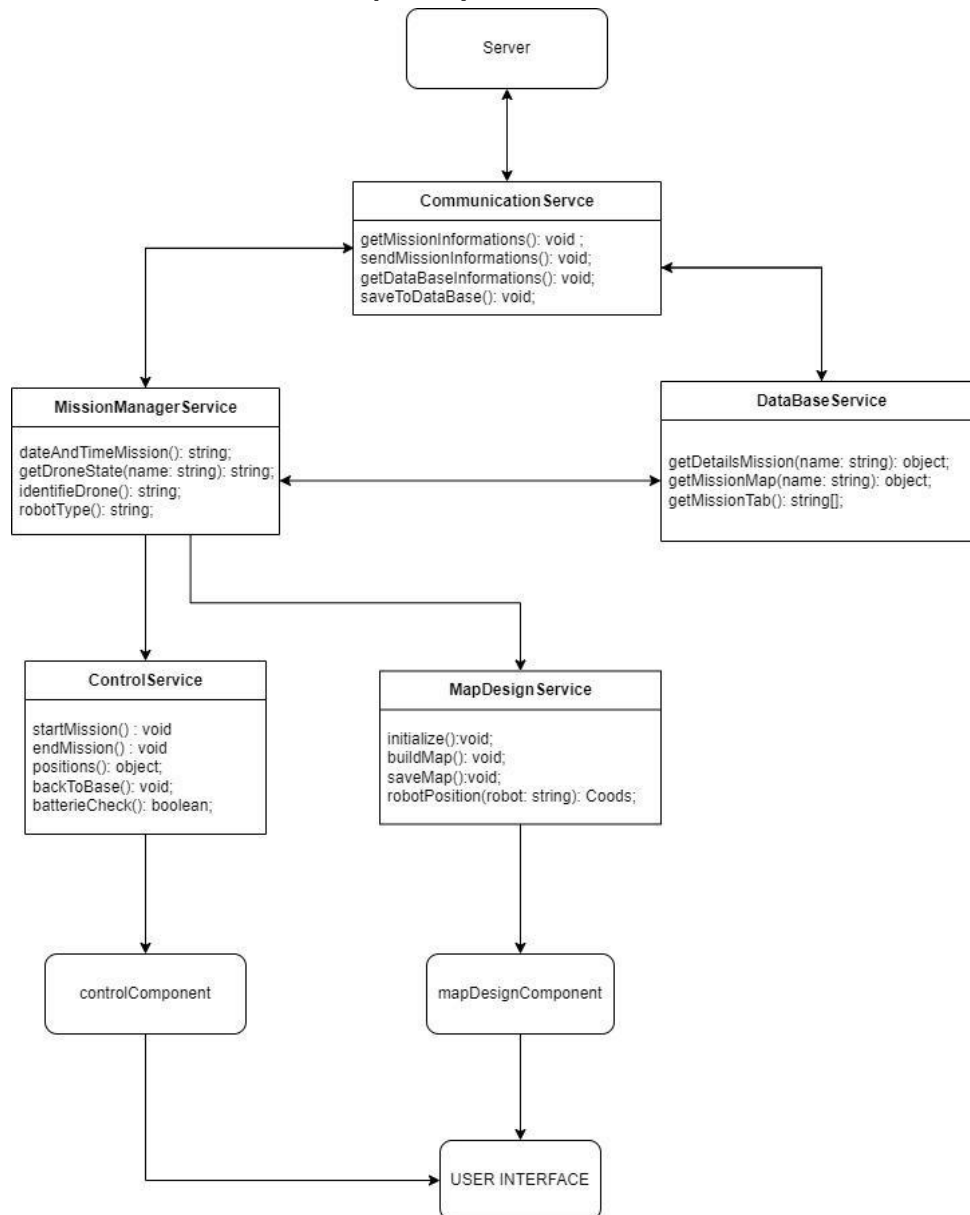 Server
CommunicationServce
getMissionInformations(): void ;
sendMissionInformations(): void;
getDataBaseInformations(): void;
saveToDataBase(): void;
MissionManagerService
dateAndTimeMission(): string;
getDroneState(name: string): string;
identifieDrone(): string;
robotType(): string;
DataBaseService
getDetailsMission(name: string): object;
getMissionMap(name: string): object;
getMissionTab(): string[];
ControlService
startMission() : void
endMission() : void
positions(): object;
backToBase(): void;
batterieCheck(): boolean;
MapDesignService
initialize():void;
buildMap(): void;
saveMap():void;
robotPosition(robot: string): Coods;
controlComponent
mapDesignComponent
USER INTERFACE